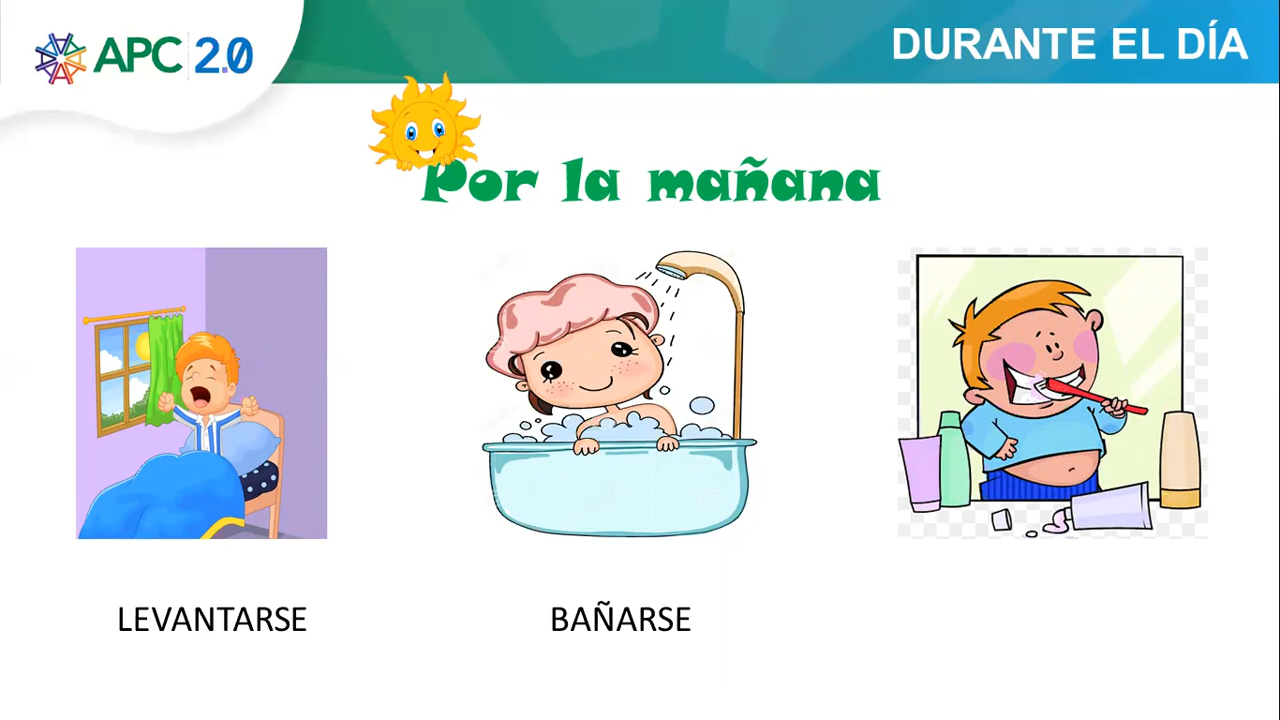 APC 2.0
DURANTE EL DÍA
Por la mañana
LEVANTARSE
BAÑARSE